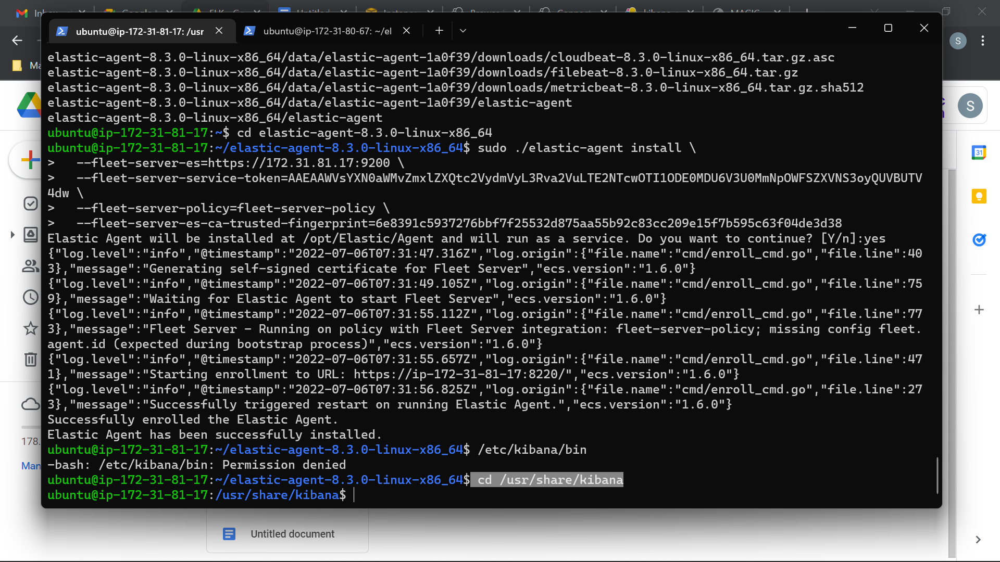 ubuntu@ip-172-31-81-17: /usr
ubuntu@ip-172-31-80-67: ~/el
elastic-agent-8.3.0-linux-x86_64/data/elastic-agent-1a0f39/downloads/cloudbeat-8.3.0-linux-x86_64.tar.gz.asc
elastic-agent-8.3.0-linux-x86_64/data/elastic-agent-1a0f39/downloads/filebeat-8.3.0-linux-x86_64.tar.gz
elastic-agent-8.3.0-linux-x86_64/data/elastic-agent-1a0f39/downloads/metricbeat-8.3.0-linux-x86_64.tar.gz.sha512
elastic-agent-8.3.0-linux-x86_64/data/elastic-agent-1a0f39/elastic-agent
elastic-agent-8.3.0-linux-x86_64/elastic-agent
ubuntu@ip-172-31-81-17:~$ cd elastic-agent-8.3.0-linux-x86_64
ubuntu@ip-172-31-81-17:~/elastic-agent-8.3.0-linux-x86_64$ sudo ./elastic-agent install \
>   --fleet-server-es=https://172.31.81.17:9200 \
>   --fleet-server-service-token=AAEAAWVsYXN0aWMvZmxlZXQtc2VydmVyL3Rva2VuLTE2NTcwOTI1ODE0MDU6V3U0MmNpOWFSZXVNS3oyQUVBUTV
4dw \
>   --fleet-server-policy=fleet-server-policy \
>   --fleet-server-es-ca-trusted-fingerprint=6e8391c5937276bbf7f25532d875aa55b92c83cc209e15f7b595c63f04de3d38
Elastic Agent will be installed at /opt/Elastic/Agent and will run as a service. Do you want to continue? [Y/n]:yes
{"log.level":"info","@timestamp":"2022-07-06T07:31:47.316Z","log.origin":{"file.name":"cmd/enroll_cmd.go","file.line":40
3},"message":"Generating self-signed certificate for Fleet Server","ecs.version":"1.6.0"}
{"log.level":"info","@timestamp":"2022-07-06T07:31:49.105Z","log.origin":{"file.name":"cmd/enroll_cmd.go","file.line":75
9},"message":"Waiting for Elastic Agent to start Fleet Server","ecs.version":"1.6.0"}
{"log.level":"info","@timestamp":"2022-07-06T07:31:55.112Z","log.origin":{"file.name":"cmd/enroll_cmd.go","file.line":77
3},"message":"Fleet Server - Running on policy with Fleet Server integration: fleet-server-policy; missing config fleet.
agent.id (expected during bootstrap process)","ecs.version":"1.6.0"}
{"log.level":"info","@timestamp":"2022-07-06T07:31:55.657Z","log.origin":{"file.name":"cmd/enroll_cmd.go","file.line":47
1},"message":"Starting enrollment to URL: https://ip-172-31-81-17:8220/","ecs.version":"1.6.0"}
{"log.level":"info","@timestamp":"2022-07-06T07:31:56.825Z","log.origin":{"file.name":"cmd/enroll_cmd.go","file.line":27
3},"message":"Successfully triggered restart on running Elastic Agent.","ecs.version":"1.6.0"}
Successfully enrolled the Elastic Agent.
Elastic Agent has been successfully installed.
ubuntu@ip-172-31-81-17:~/elastic-agent-8.3.0-linux-x86_64$ /etc/kibana/bin
-bash: /etc/kibana/bin: Permission denied
ubuntu@ip-172-31-81-17:~/elastic-agent-8.3.0-linux-x86_64$ cd /usr/share/kibana
ubuntu@ip-172-31-81-17:/usr/share/kibana$
S
S
31
178.
Man
Untitled document